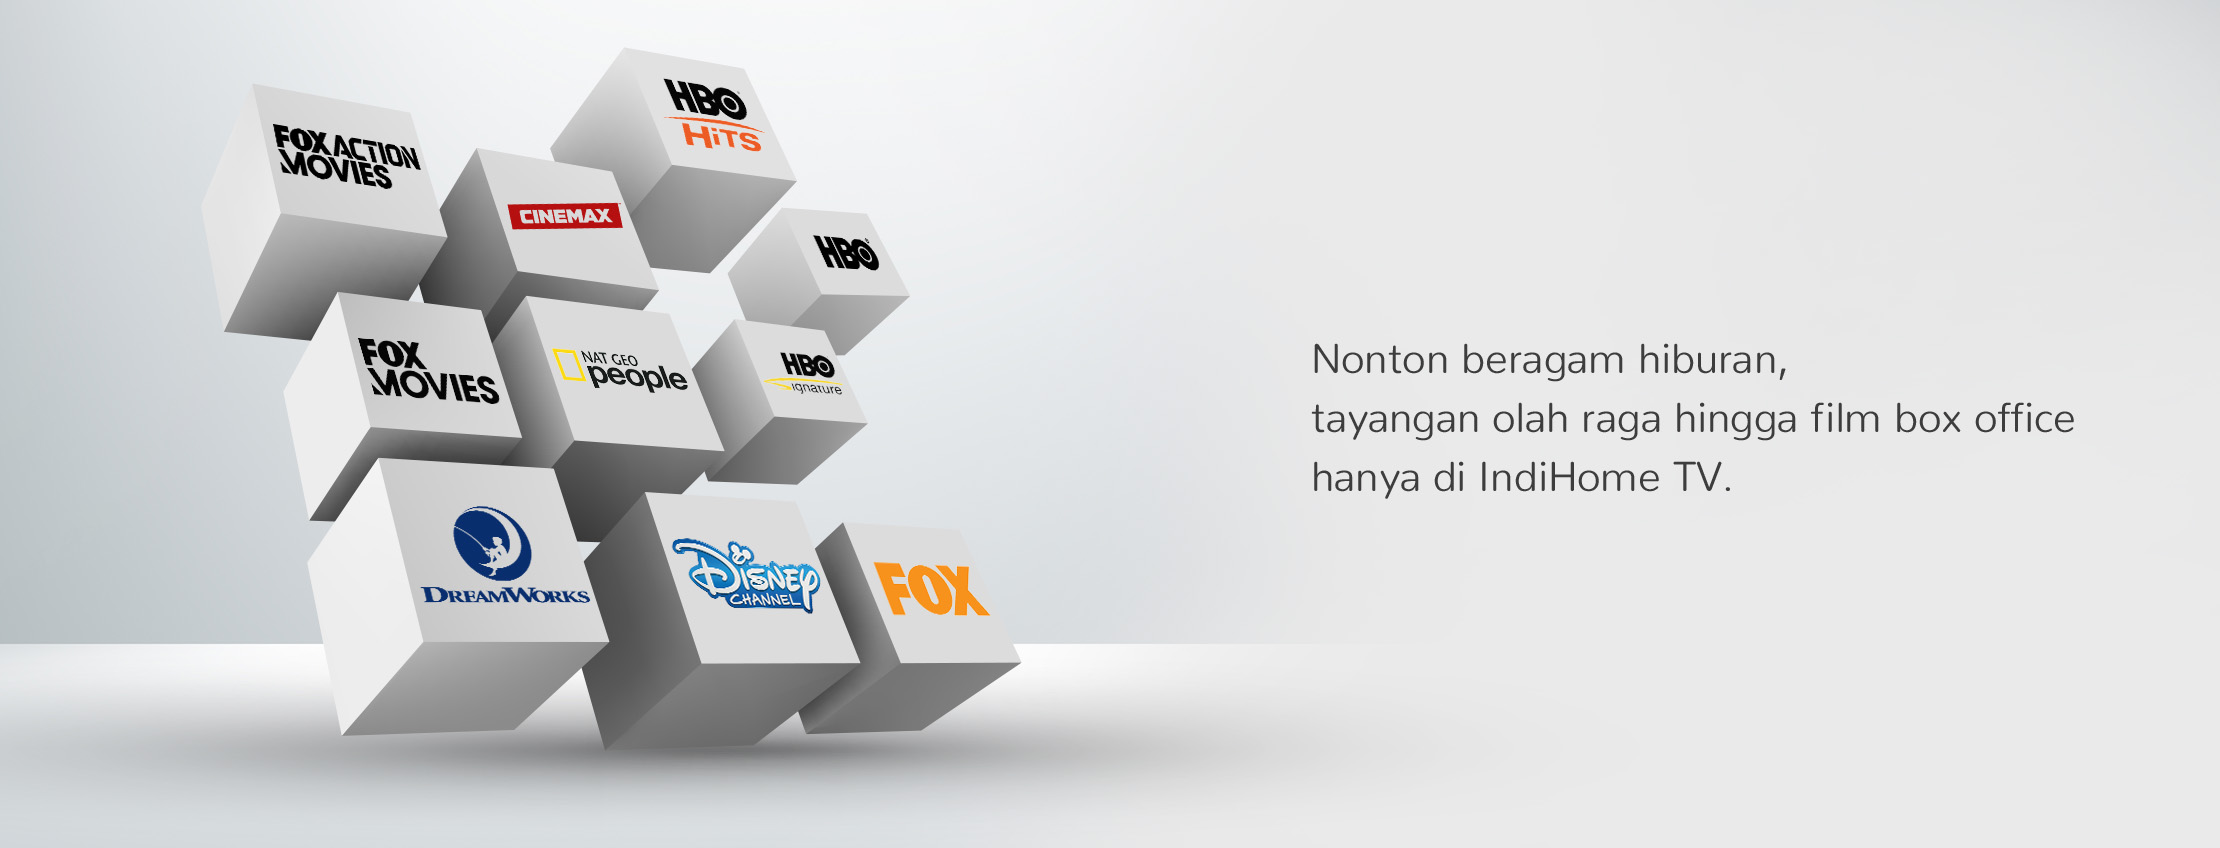 FOX ACTION
MOVIES
HBO
HiTS
CINEMAX
HBO
FOX
MOVIES
NAT GEO
people
HBO
ignature
DREAMWORKS
DISNEY
CHANNEL
FOX
Nonton beragam hiburan,
tayangan olah raga hingga film box office
hanya di IndiHome TV.